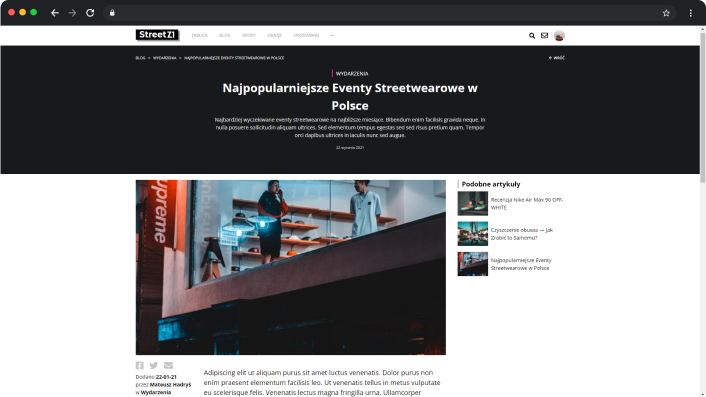 Street Z1
TABLICA BLOG DROPY OKAZJE SPRZEDAWAJ
BLOG > WYDARZENIA > NAJPOPULARNIEJSZE EVENTY STREETWEAROWE W POLSCE
WRÓĆ
WYDARZENIA
Najpopularniejsze Eventy Streetwearowe w
Polsce
Najbardziej wyczekiwane eventy streetwearowe na najbliższe miesiące. Bibendum enim facilisis gravida neque. In
nulla posuere sollicitudin aliquam ultrices. Sed elementum tempus egestas sed sed risus pretium quam. Tempor
orci dapibus ultrices in iaculis nunc sed augue.
22 stycznia 2021
Supreme
Podobne artykuły
Recenzja Nike Air Max 90 OFF-
WHITE
Czyszczenie obuwia — Jak
Zrobić to Samemu?
Najpopularniejsze Eventy
Streetwearowe w Polsce
Dodano 22-01-21
przez Mateusz Hadryś
w Wydarzenia
Adipiscing elit ut aliquam purus sit amet luctus venenatis. Dolor purus non
enim praesent elementum facilisis leo. Ut venenatis tellus in metus vulputate
eu scelerisque felis. Venenatis lectus magna fringilla urna. Ullamcorper